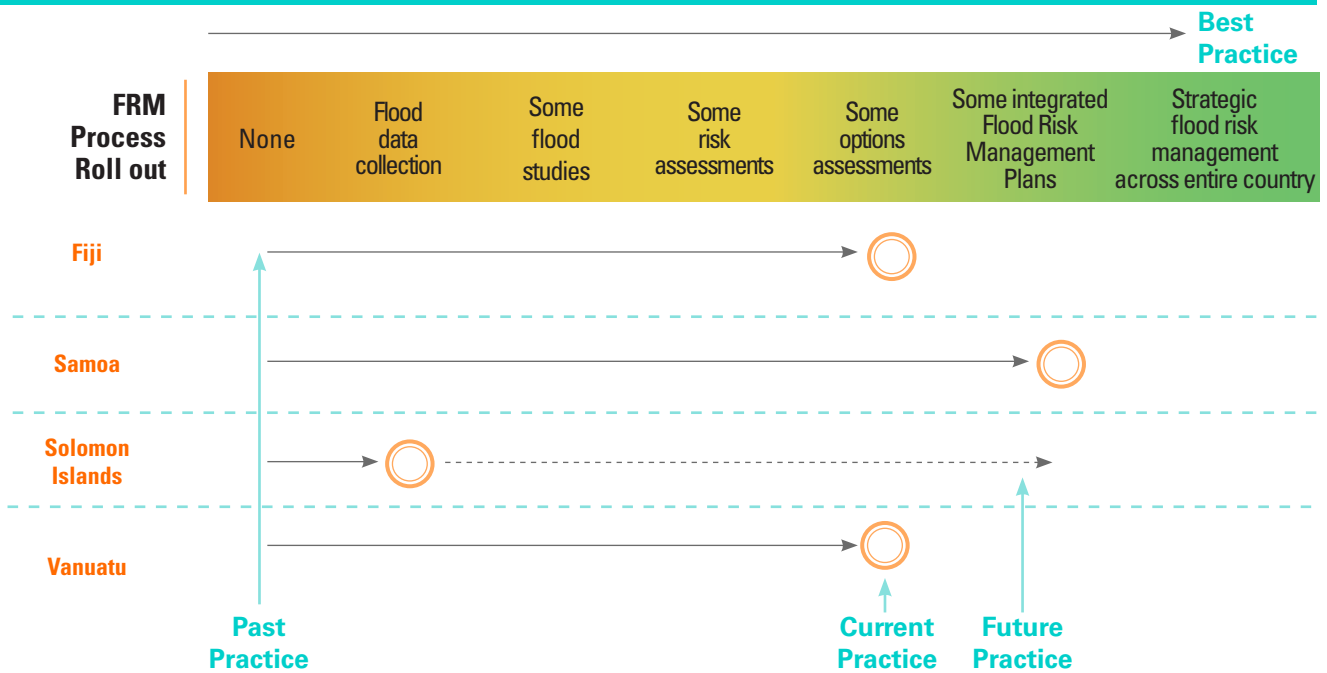 Best
Practice
FRM
Process
Roll out
None
Flood
data
collection
Some
flood
studies
Some
risk
assessments
Some
options
assessments
Some integrated
Flood Risk
Management
Plans
Strategic
flood risk
management
across entire country
Fiji
Samoa
Solomon
Islands
Vanuatu
Past
Practice
Current
Practice
Future
Practice